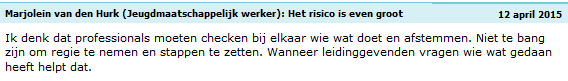 Marjolein van den Hurk (Jeugdmaatschappelijk werker): Het risico is even groot 12 april 2015
Ik denk dat professionals moeten checken bij elkaar wie wat doet en afstemmen. Niet te bang
zijn om regie te nemen en stappen te zetten. Wanneer leidinggevenden vragen wie wat gedaan
heeft helpt dat.